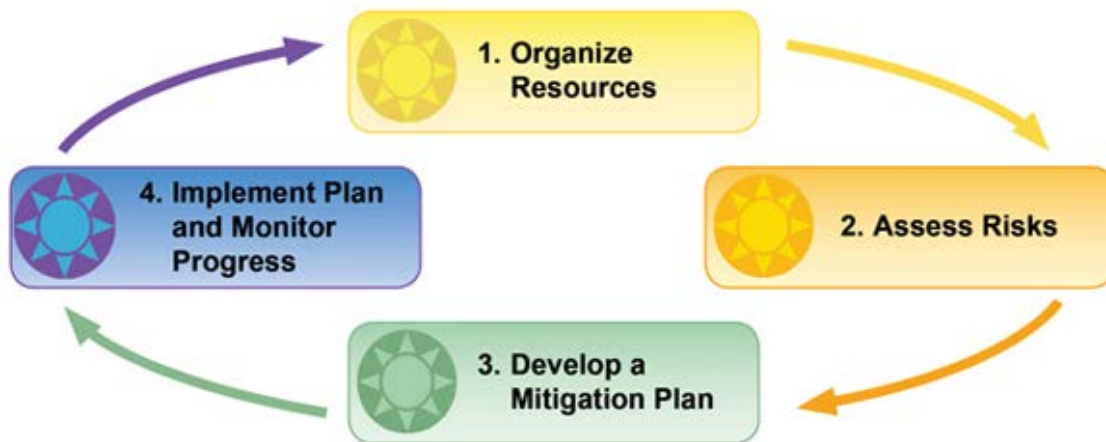 1. Organize
Resources
2. Assess Risks
3. Develop a
Mitigation Plan
4. Implement Plan
and Monitor
Progress